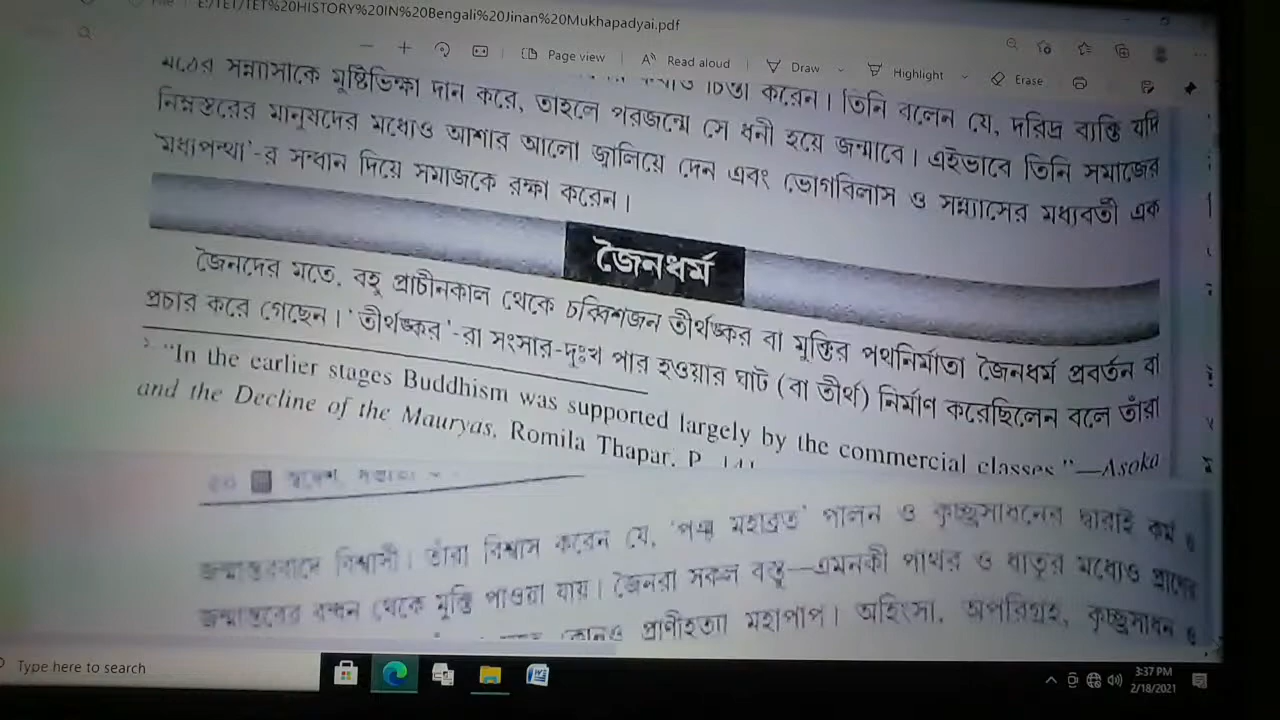 E:/TET/TET%20HISTORY%20IN%20Bengali%20Jinan%20Mukhapadyai.pdf
Page view Read aloud Draw Highlight Erase
সন্ন্যাসীকে মুষ্টিভিক্ষা দান করে, তাহলে পরজন্মে সে ধনী হয়ে জন্মাবে। এইভাবে তিনি সমাজের
করেন। তিনি বলেন যে, দরিদ্র ব্যক্তি যদি
নিম্নস্তরের মানুষদের মধ্যেও আশার আলো জ্বালিয়ে দেন এবং ভোগবিলাস ও সন্ন্যাসের মধ্যবর্তী এক
'মধ্যপন্থা'-র সন্ধান দিয়ে সমাজকে রক্ষা করেন।
জৈনধর্ম
জৈনদের মতে, বহু প্রাচীনকাল থেকে চব্বিশজন তীর্থঙ্কর বা মুক্তির পথনির্মাতা জৈনধর্ম প্রবর্তন বা
প্রচার করে গেছেন। 'তীর্থঙ্কর'-রা সংসার-দুঃখ পার হওয়ার ঘাট (বা তীর্থ) নির্মাণ করেছিলেন বলে তাঁরা
"In the earlier stages Buddhism was supported largely by the commercial classes."—Asoka
and the Decline of the Mauryas, Romila Thapar, P.
জন্মান্তরবাদে বিশ্বাসী। তাঁরা বিশ্বাস করেন যে, 'পঞ্চ মহাব্রত' পালন ও কৃচ্ছ্রসাধনের দ্বারাই কর্ম ও
জন্মান্তরের বন্ধন থেকে মুক্তি পাওয়া যায়। জৈনরা সকল বস্তু—এমনকী পাথর ও ধাতুর মধ্যেও প্রাণের
প্রাণীহত্যা মহাপাপ। অহিংসা, অপরিগ্রহ, কৃচ্ছ্রসাধন ও
Type here to search
3:37 PM
2/18/2021